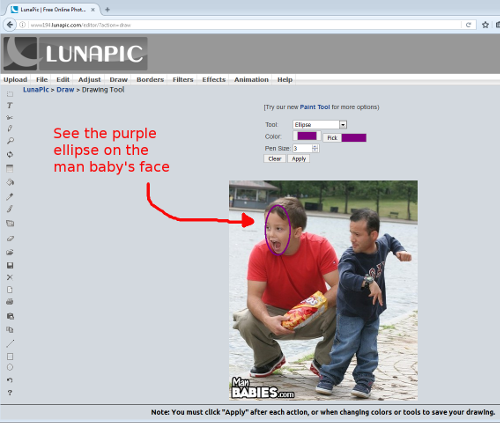 LunaPic | Free Online Phot...
www194.lunapic.com/editor/?action=draw
LUNAPIC
Upload File Edit Adjust Draw Borders Filters Effects Animation Help
LunaPic > Draw > Drawing Tool
(Try our new Paint Tool for more options)
Tool: Ellipse
Color: Pick
Pen Size: 3
Clear Apply
See the purple
ellipse on the
man baby's face
Man
BABIES.com
Note: You must click "Apply" after each action, or when changing colors or tools to save your drawing.